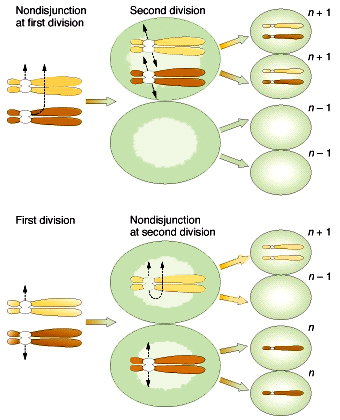 Nondisjunction
at first division
Second division
n + 1
n + 1
n – 1
n – 1
First division
Nondisjunction
at second division
n + 1
n – 1
n
n